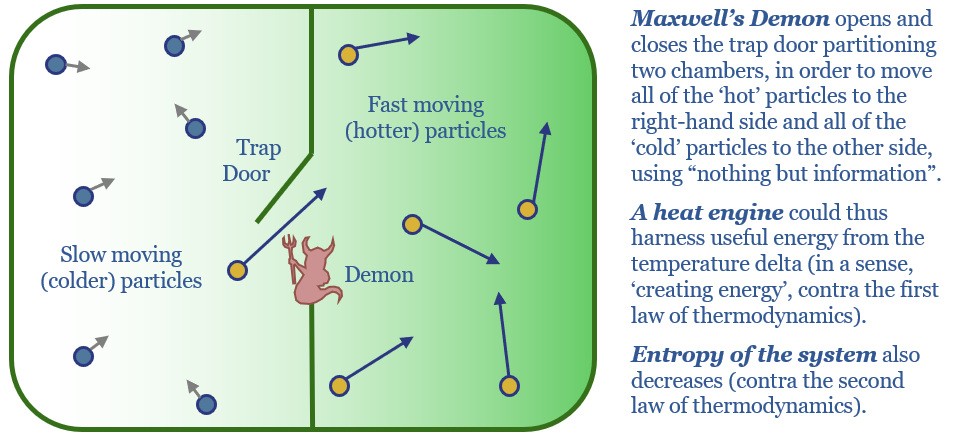 Fast moving
(hotter) particles
Trap
Door
Slow moving
(colder) particles
Demon
Maxwell’s Demon opens and
closes the trap door partitioning
two chambers, in order to move
all of the ‘hot’ particles to the
right-hand side and all of the
‘cold’ particles to the other side,
using “nothing but information”.
A heat engine could thus
harness useful energy from the
temperature delta (in a sense,
‘creating energy’, contra the first
law of thermodynamics).
Entropy of the system also
decreases (contra the second
law of thermodynamics).